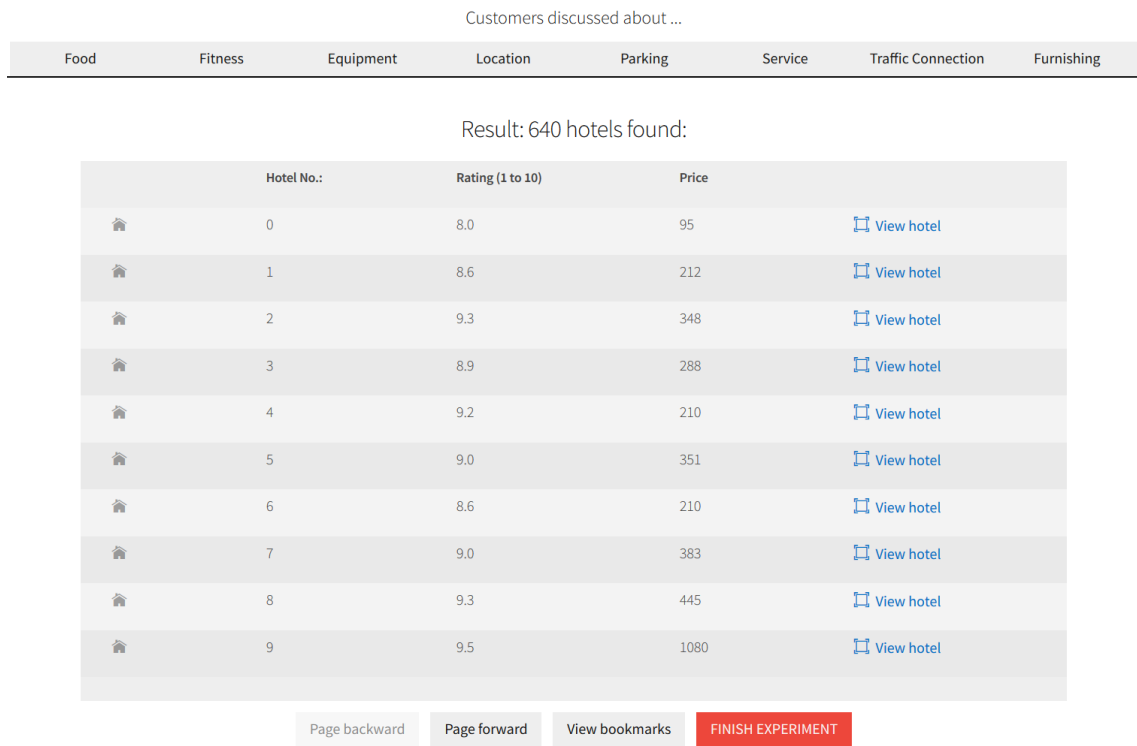 Customers discussed about ...
Food Fitness Equipment Location Parking Service Traffic Connection Furnishing
Result: 640 hotels found:
Hotel No.: Rating (1 to 10) Price
0 8.0 95 View hotel
1 8.6 212 View hotel
2 9.3 348 View hotel
3 8.9 288 View hotel
4 9.2 210 View hotel
5 9.0 351 View hotel
6 8.6 210 View hotel
7 9.0 383 View hotel
8 9.3 445 View hotel
9 9.5 1080 View hotel
Page backward Page forward View bookmarks FINISH EXPERIMENT